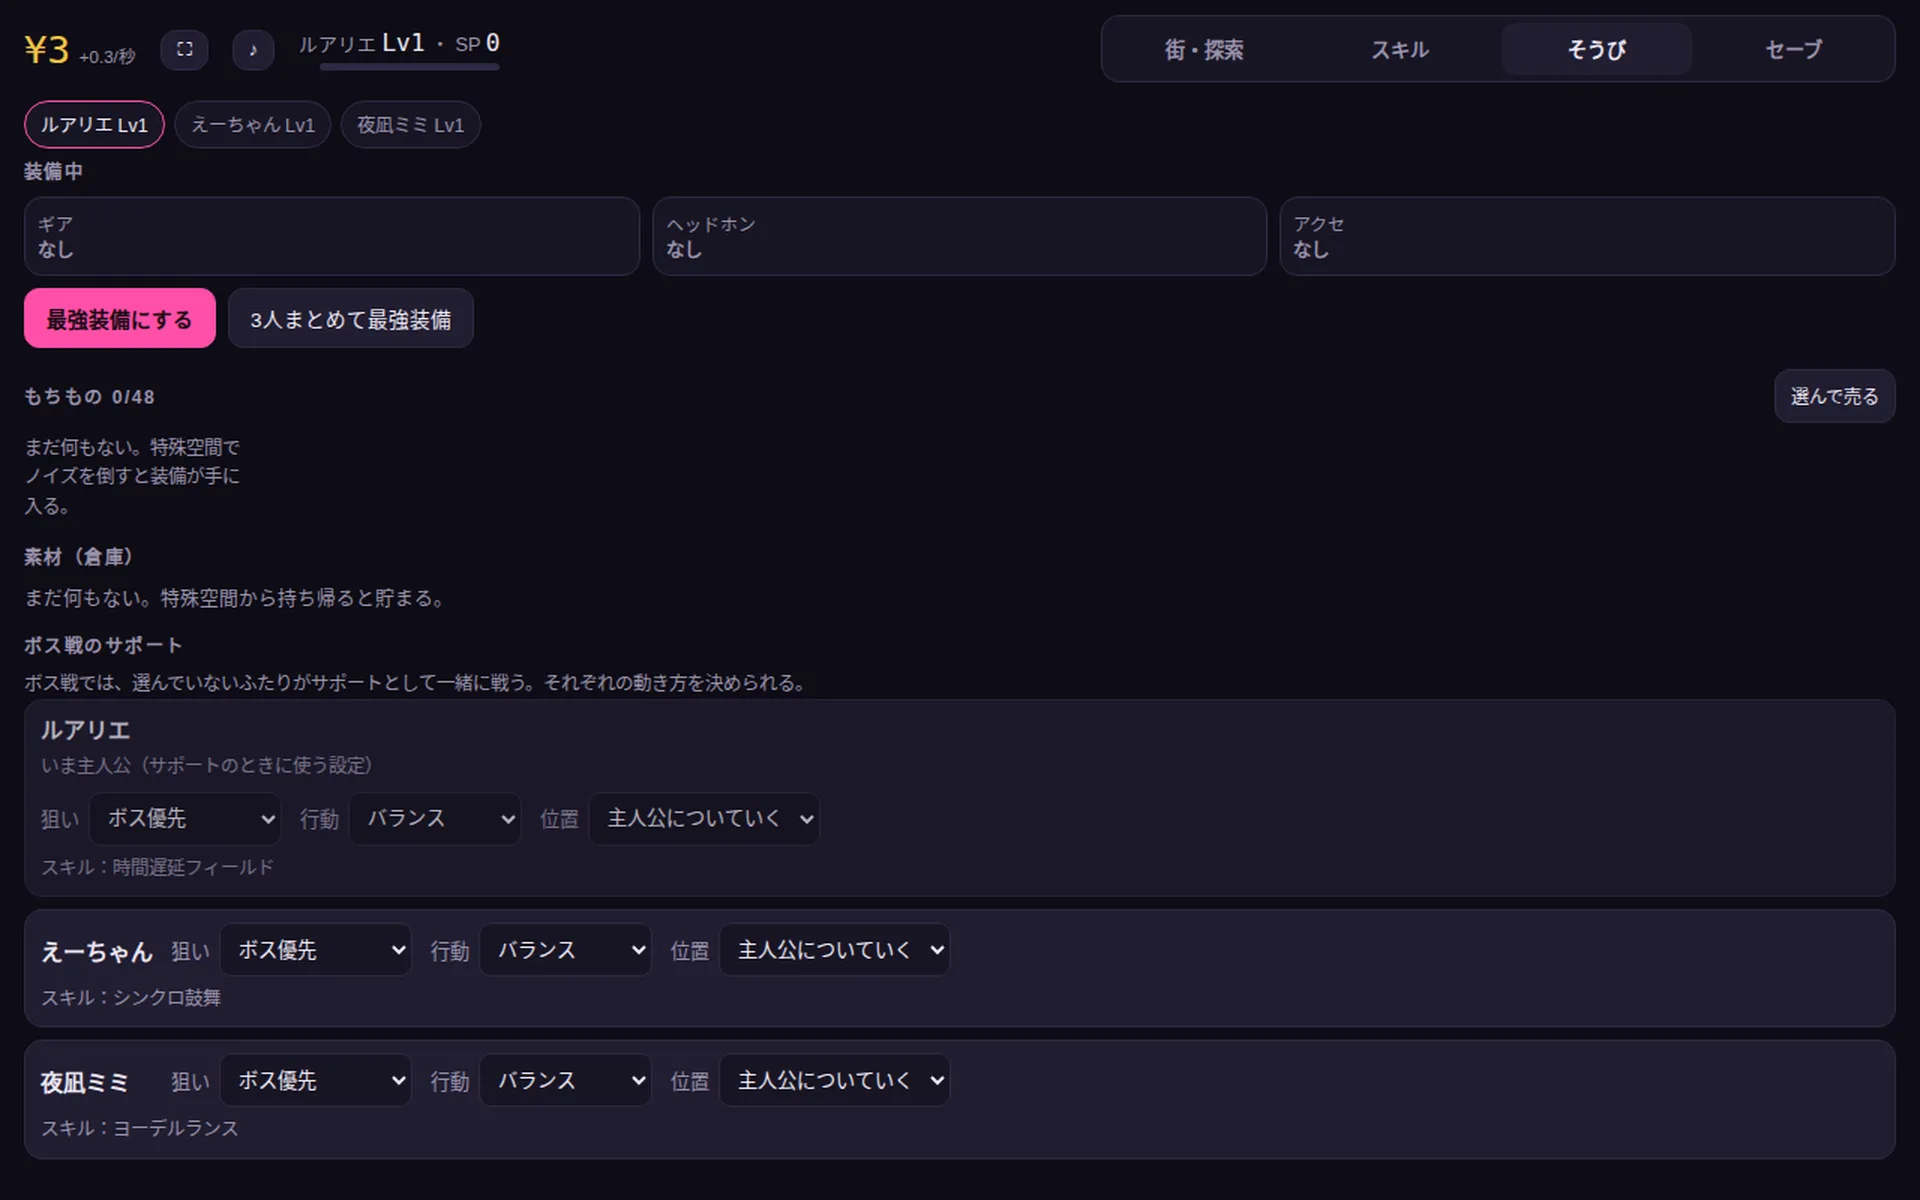 ¥3 +0.3/秒 ♪ ルアリエ Lv1 · SP 0
街・探索 スキル そうび セーブ
ルアリエ Lv1 えーちゃん Lv1 夜凪ミミ Lv1
装備中
ギア ヘッドホン アクセ
なし なし なし
最強装備にする 3人まとめて最強装備
もちもの 0/48 選んで売る
まだ何もない。特殊空間で
ノイズを倒すと装備が手に
入る。
素材（倉庫）
まだ何もない。特殊空間から持ち帰ると貯まる。
ボス戦のサポート
ボス戦では、選んでいないふたりがサポートとして一緒に戦う。それぞれの動き方を決められる。
ルアリエ
いま主人公（サポートのときに使う設定）
狙い ボス優先 行動 バランス 位置 主人公についていく
スキル：時間遅延フィールド
えーちゃん 狙い ボス優先 行動 バランス 位置 主人公についていく
スキル：シンクロ鼓舞
夜凪ミミ 狙い ボス優先 行動 バランス 位置 主人公についていく
スキル：ヨーデルランス